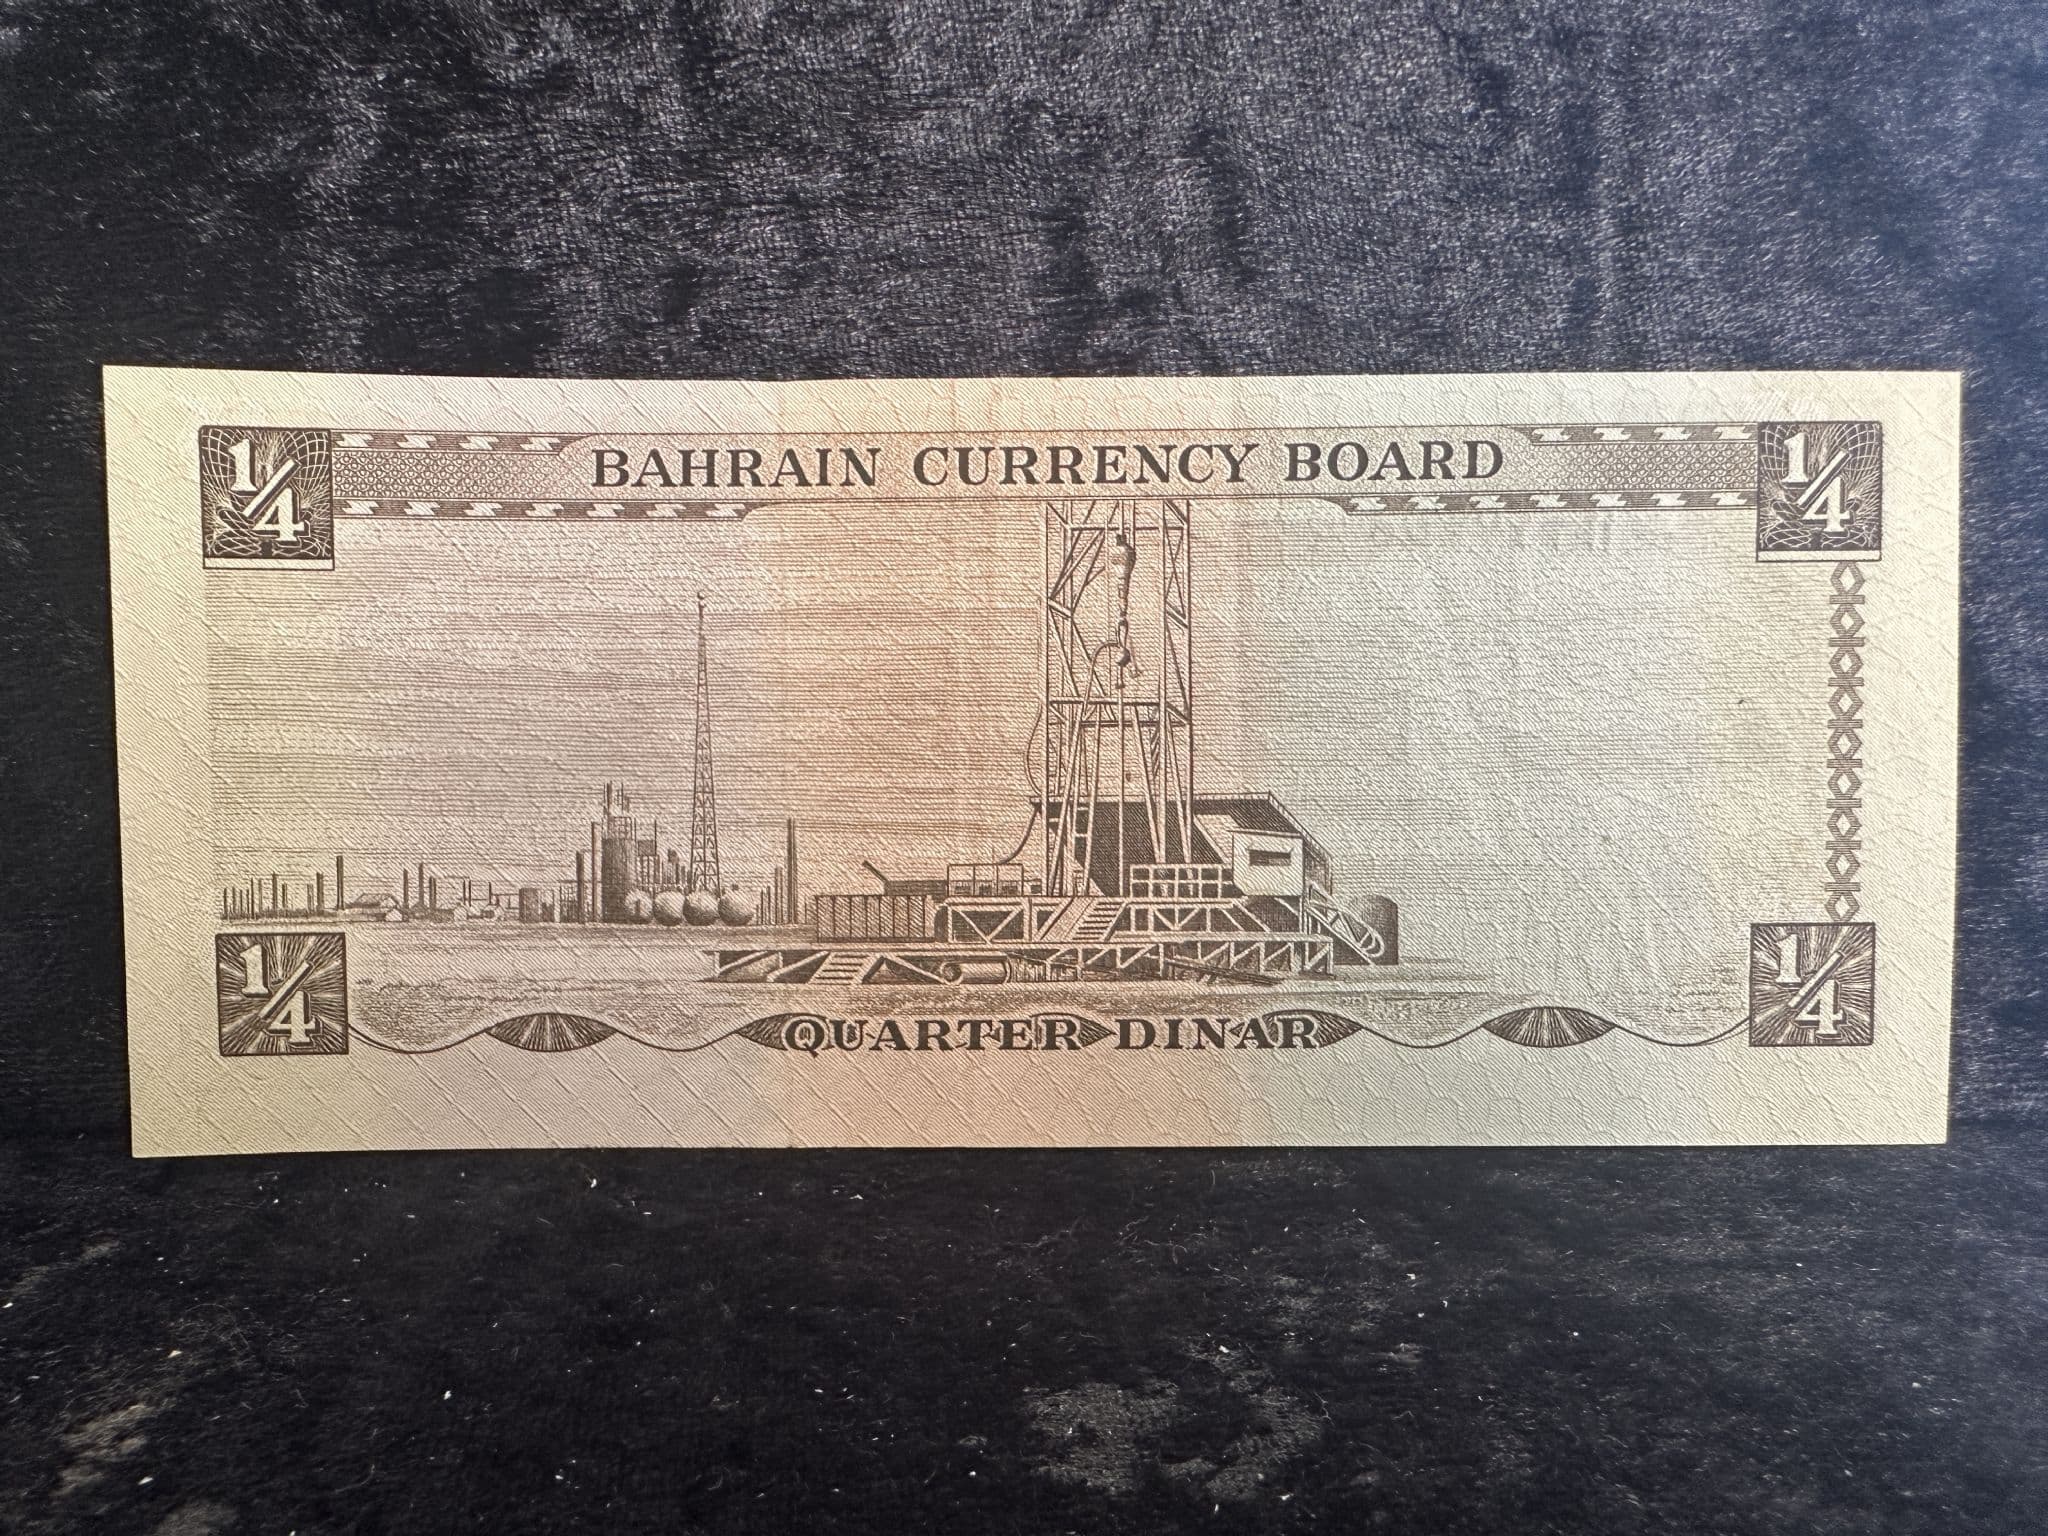 1/4 BAHRAIN CURRENCY BOARD 1/4
1/4 QUARTER DINAR 1/4